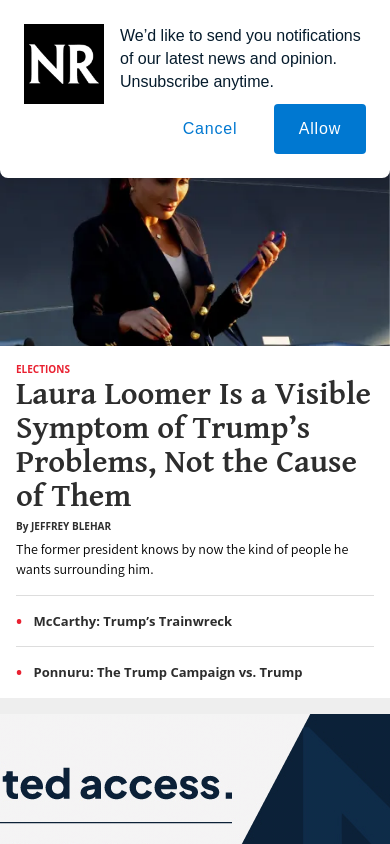 NR
We’d like to send you notifications
of our latest news and opinion.
Unsubscribe anytime.
Cancel
Allow
ELECTIONS
Laura Loomer Is a Visible
Symptom of Trump’s
Problems, Not the Cause
of Them
By JEFFREY BLEHAR
The former president knows by now the kind of people he
wants surrounding him.
• McCarthy: Trump’s Trainwreck
• Ponnuru: The Trump Campaign vs. Trump
ted access.